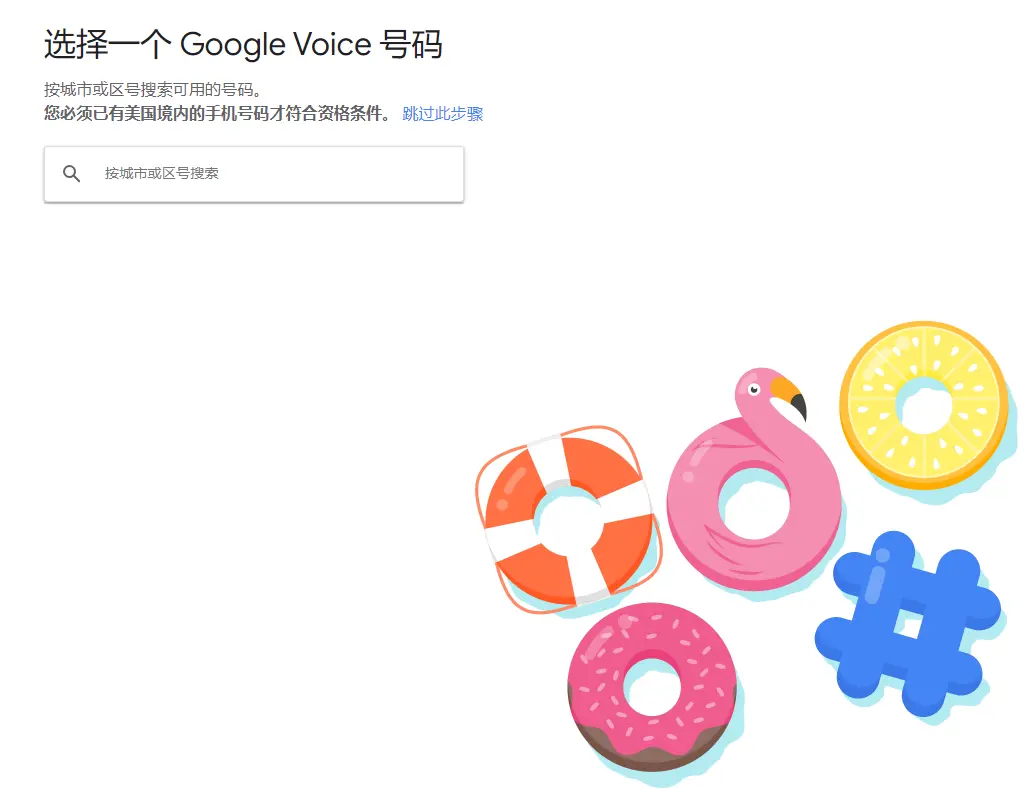 选择一个 Google Voice 号码
按城市或区号搜索可用的号码。
您必须已有美国境内的手机号码才符合资格条件。 跳过此步骤
按城市或区号搜索